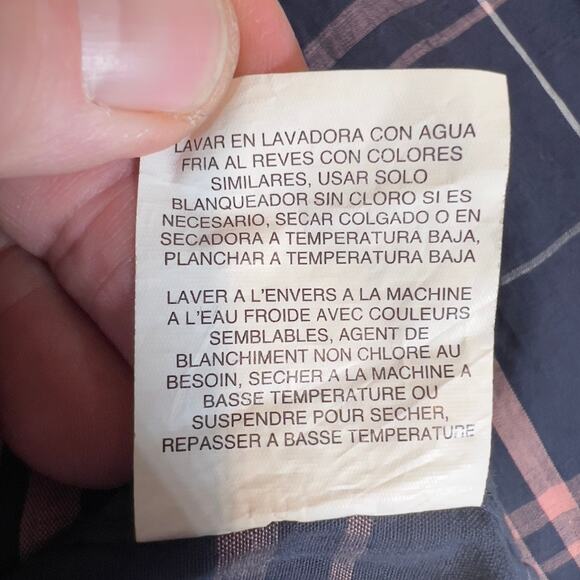 LAVAR EN LAVADORA CON AGUA
FRIA AL REVES CON COLORES
SIMILARES, USAR SOLO
BLANQUEADOR SIN CLORO SI ES
NECESARIO, SECAR COLGADO O EN
SECADORA A TEMPERATURA BAJA,
PLANCHAR A TEMPERATURA BAJA
LAVER A L'ENVERS A LA MACHINE
A L'EAU FROIDE AVEC COULEURS
SEMBLABLES, AGENT DE
BLANCHIMENT NON CHLORE AU
BESOIN, SECHER A LA MACHINE A
BASSE TEMPERATURE OU
SUSPENDRE POUR SECHER,
REPASSER A BASSE TEMPERATURE